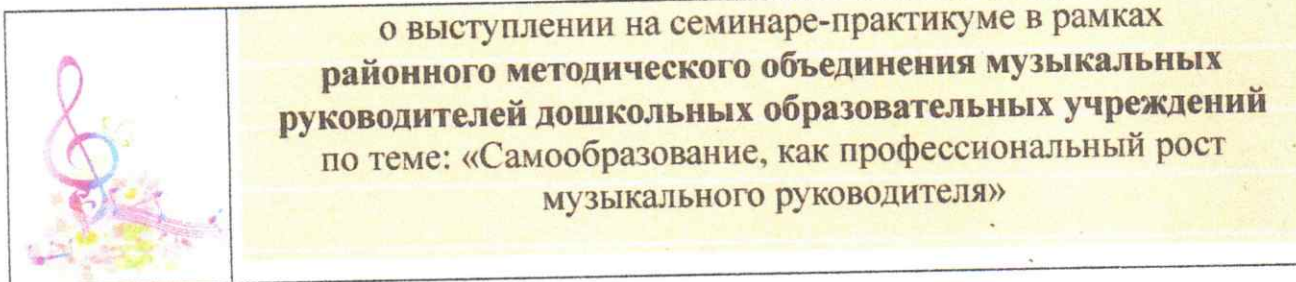 о выступлении на семинаре-практикуме в рамках
районного методического объединения музыкальных
руководителей дошкольных образовательных учреждений
по теме: «Самообразование, как профессиональный рост
музыкального руководителя»